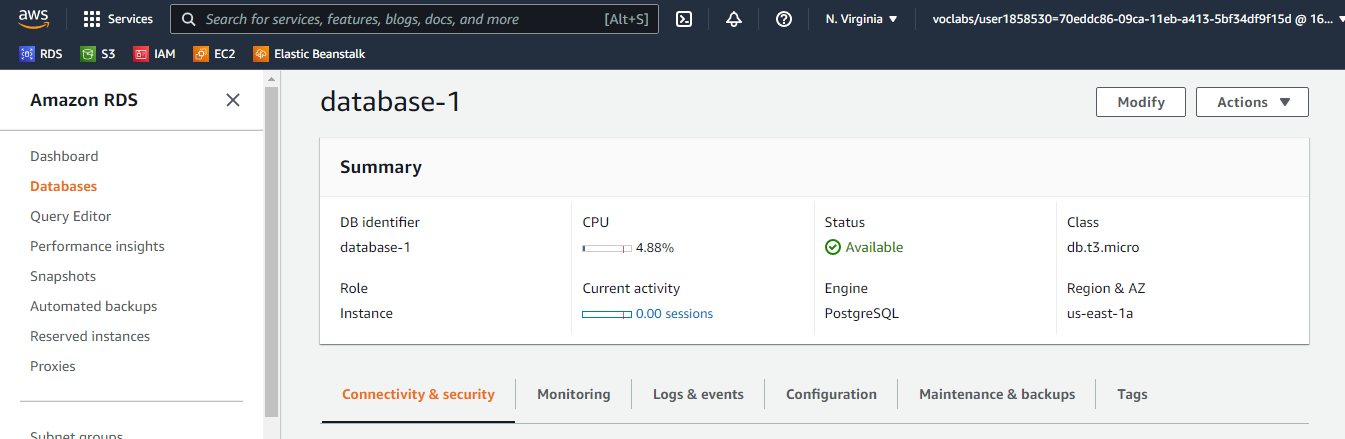 aws
Services
Search for services, features, blogs, docs, and more
[Alt+S]
N. Virginia
voclabs/user1858530=70eddc86-09ca-11eb-a413-5bf34df9f15d @ 16...
RDS
S3
IAM
EC2
Elastic Beanstalk
Amazon RDS
Dashboard
Databases
Query Editor
Performance insights
Snapshots
Automated backups
Reserved instances
Proxies
Subnet groups
database-1
Modify
Actions
Summary
DB identifier
database-1
CPU
4.88%
Status
Available
Class
db.t3.micro
Role
Instance
Current activity
0.00 sessions
Engine
PostgreSQL
Region & AZ
us-east-1a
Connectivity & security
Monitoring
Logs & events
Configuration
Maintenance & backups
Tags